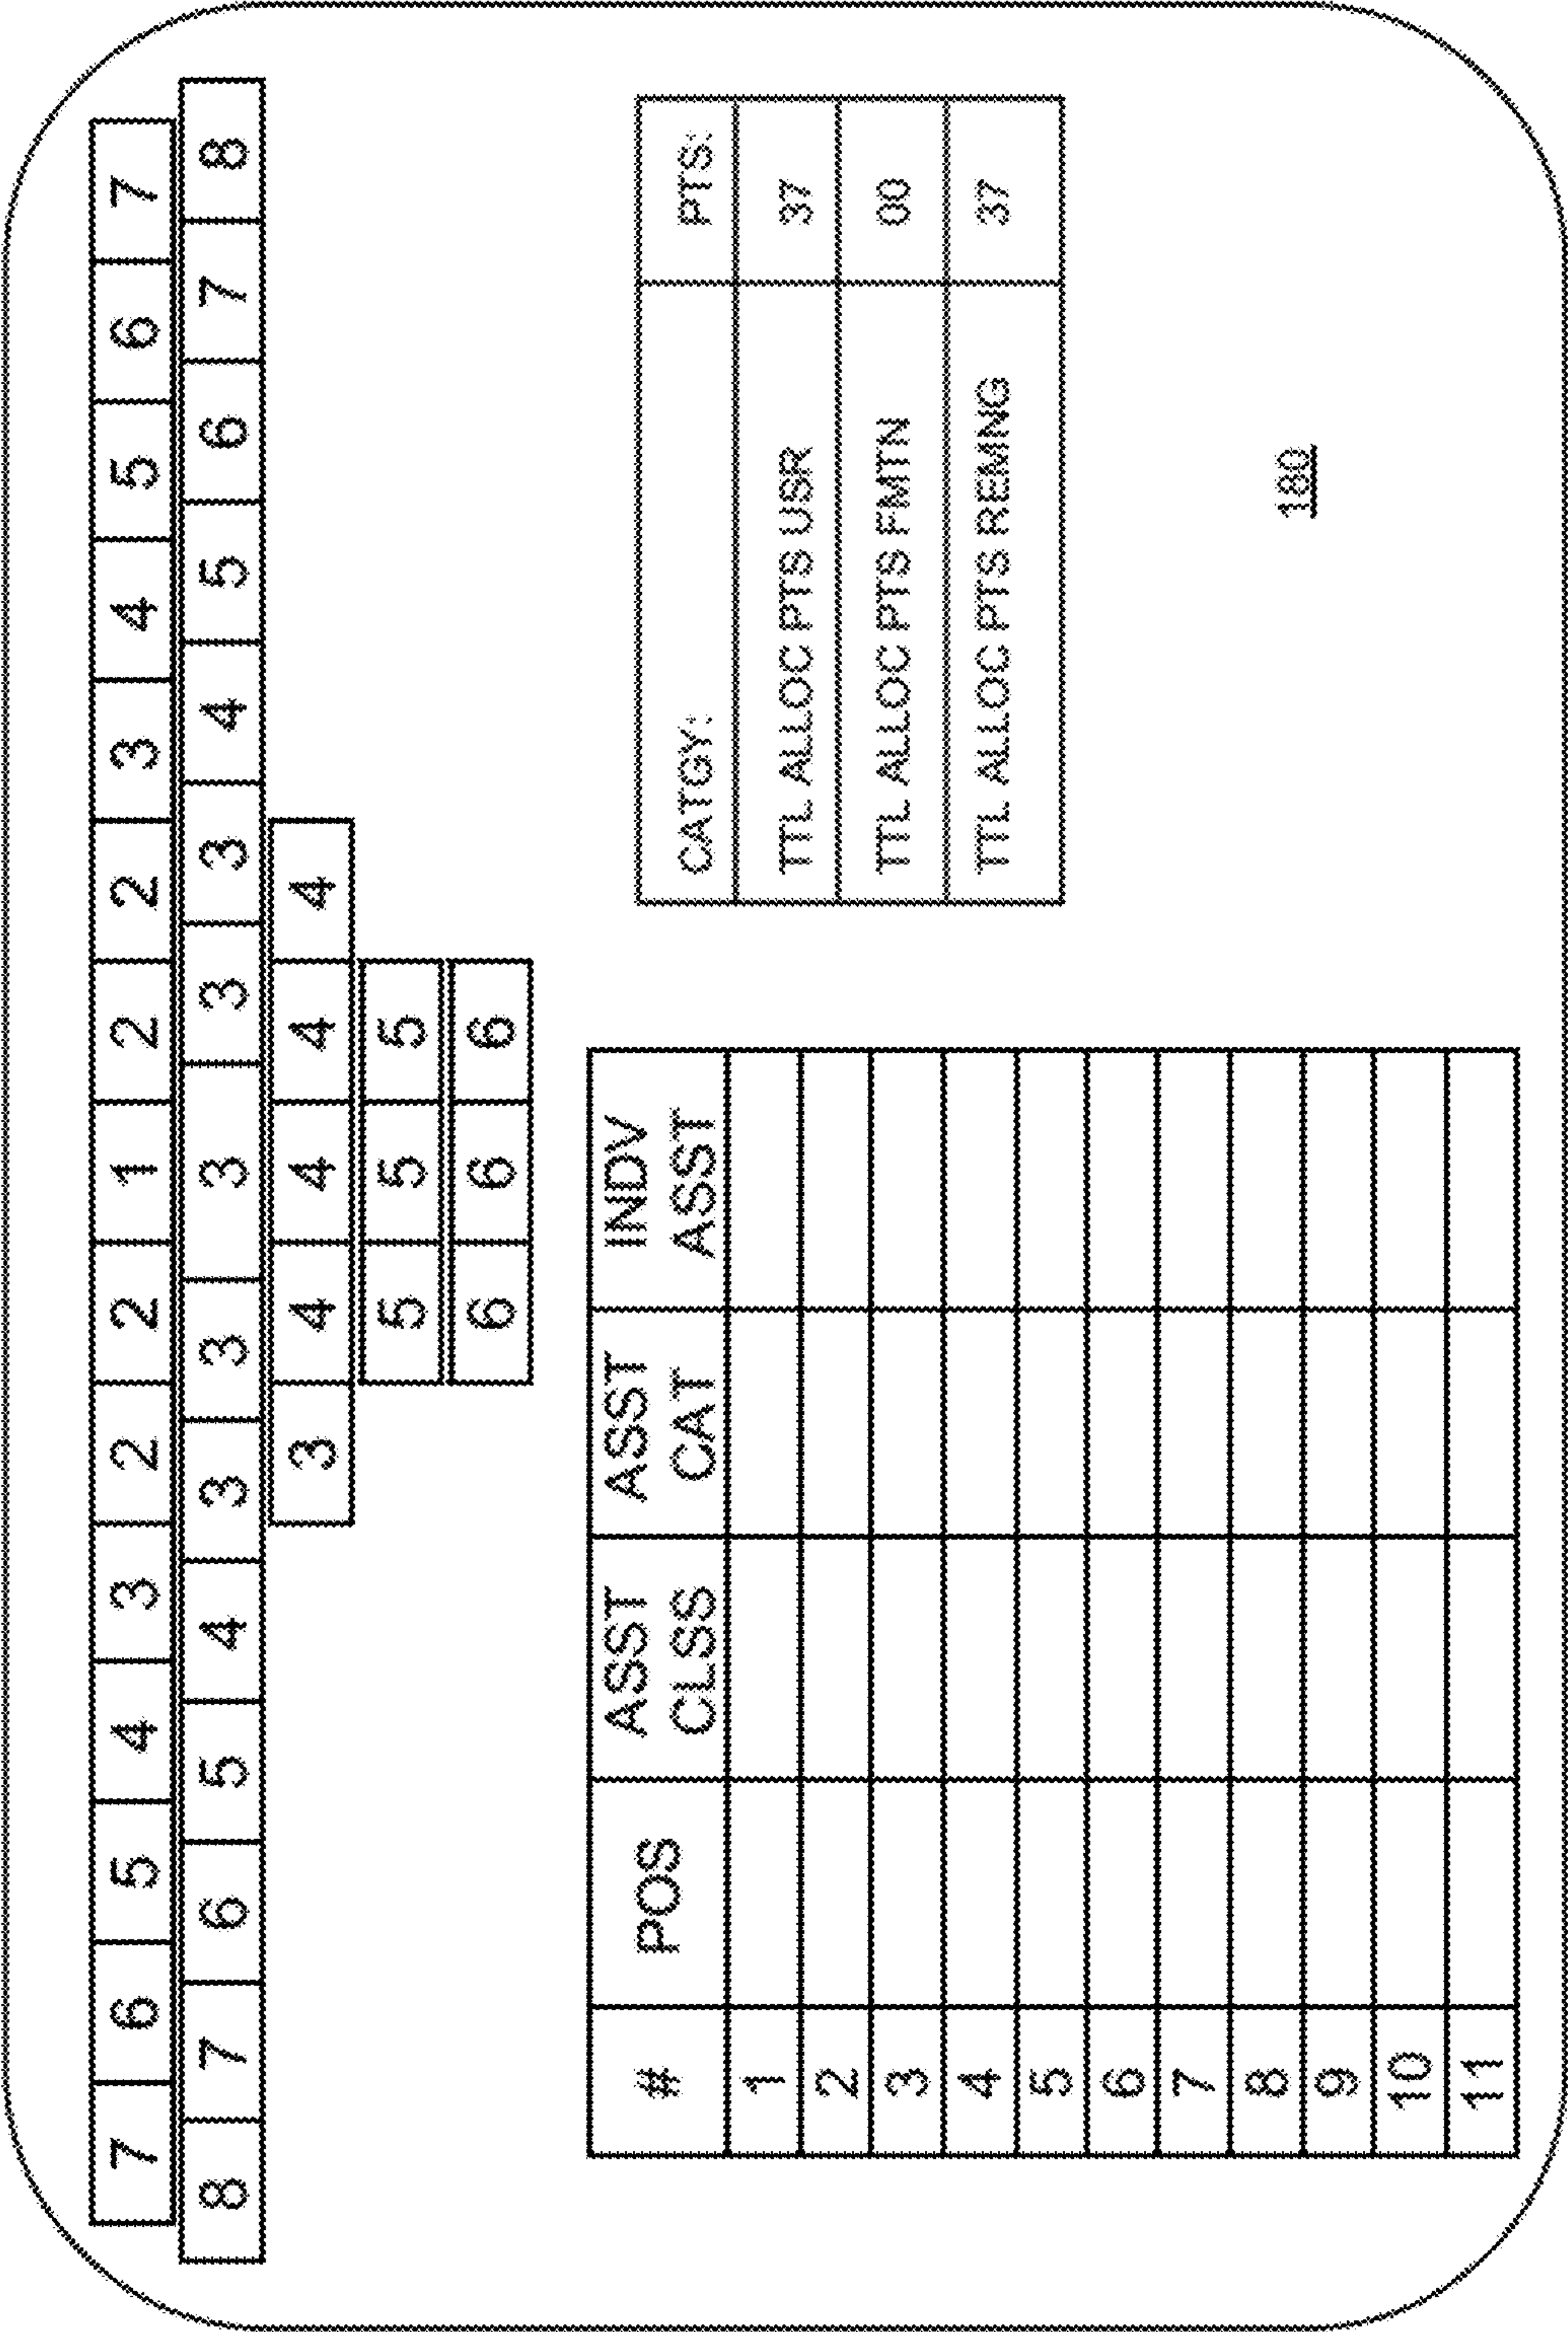 7 6 5 4 3 2 2 1 2 2 3 4 5 6 7
8 7 6 5 4 3 3 3 3 3 4 5 6 7 8
3 4 4 4 4
5 5 5
6 6 6
# POS ASST CLSS ASST CAT INDV ASST
1
2
3
4
5
6
7
8
9
10
11
CATGY: PTS:
TTL ALLOC PTS USR 37
TTL ALLOC PTS FMTN 00
TTL ALLOC PTS REMNG 37
180